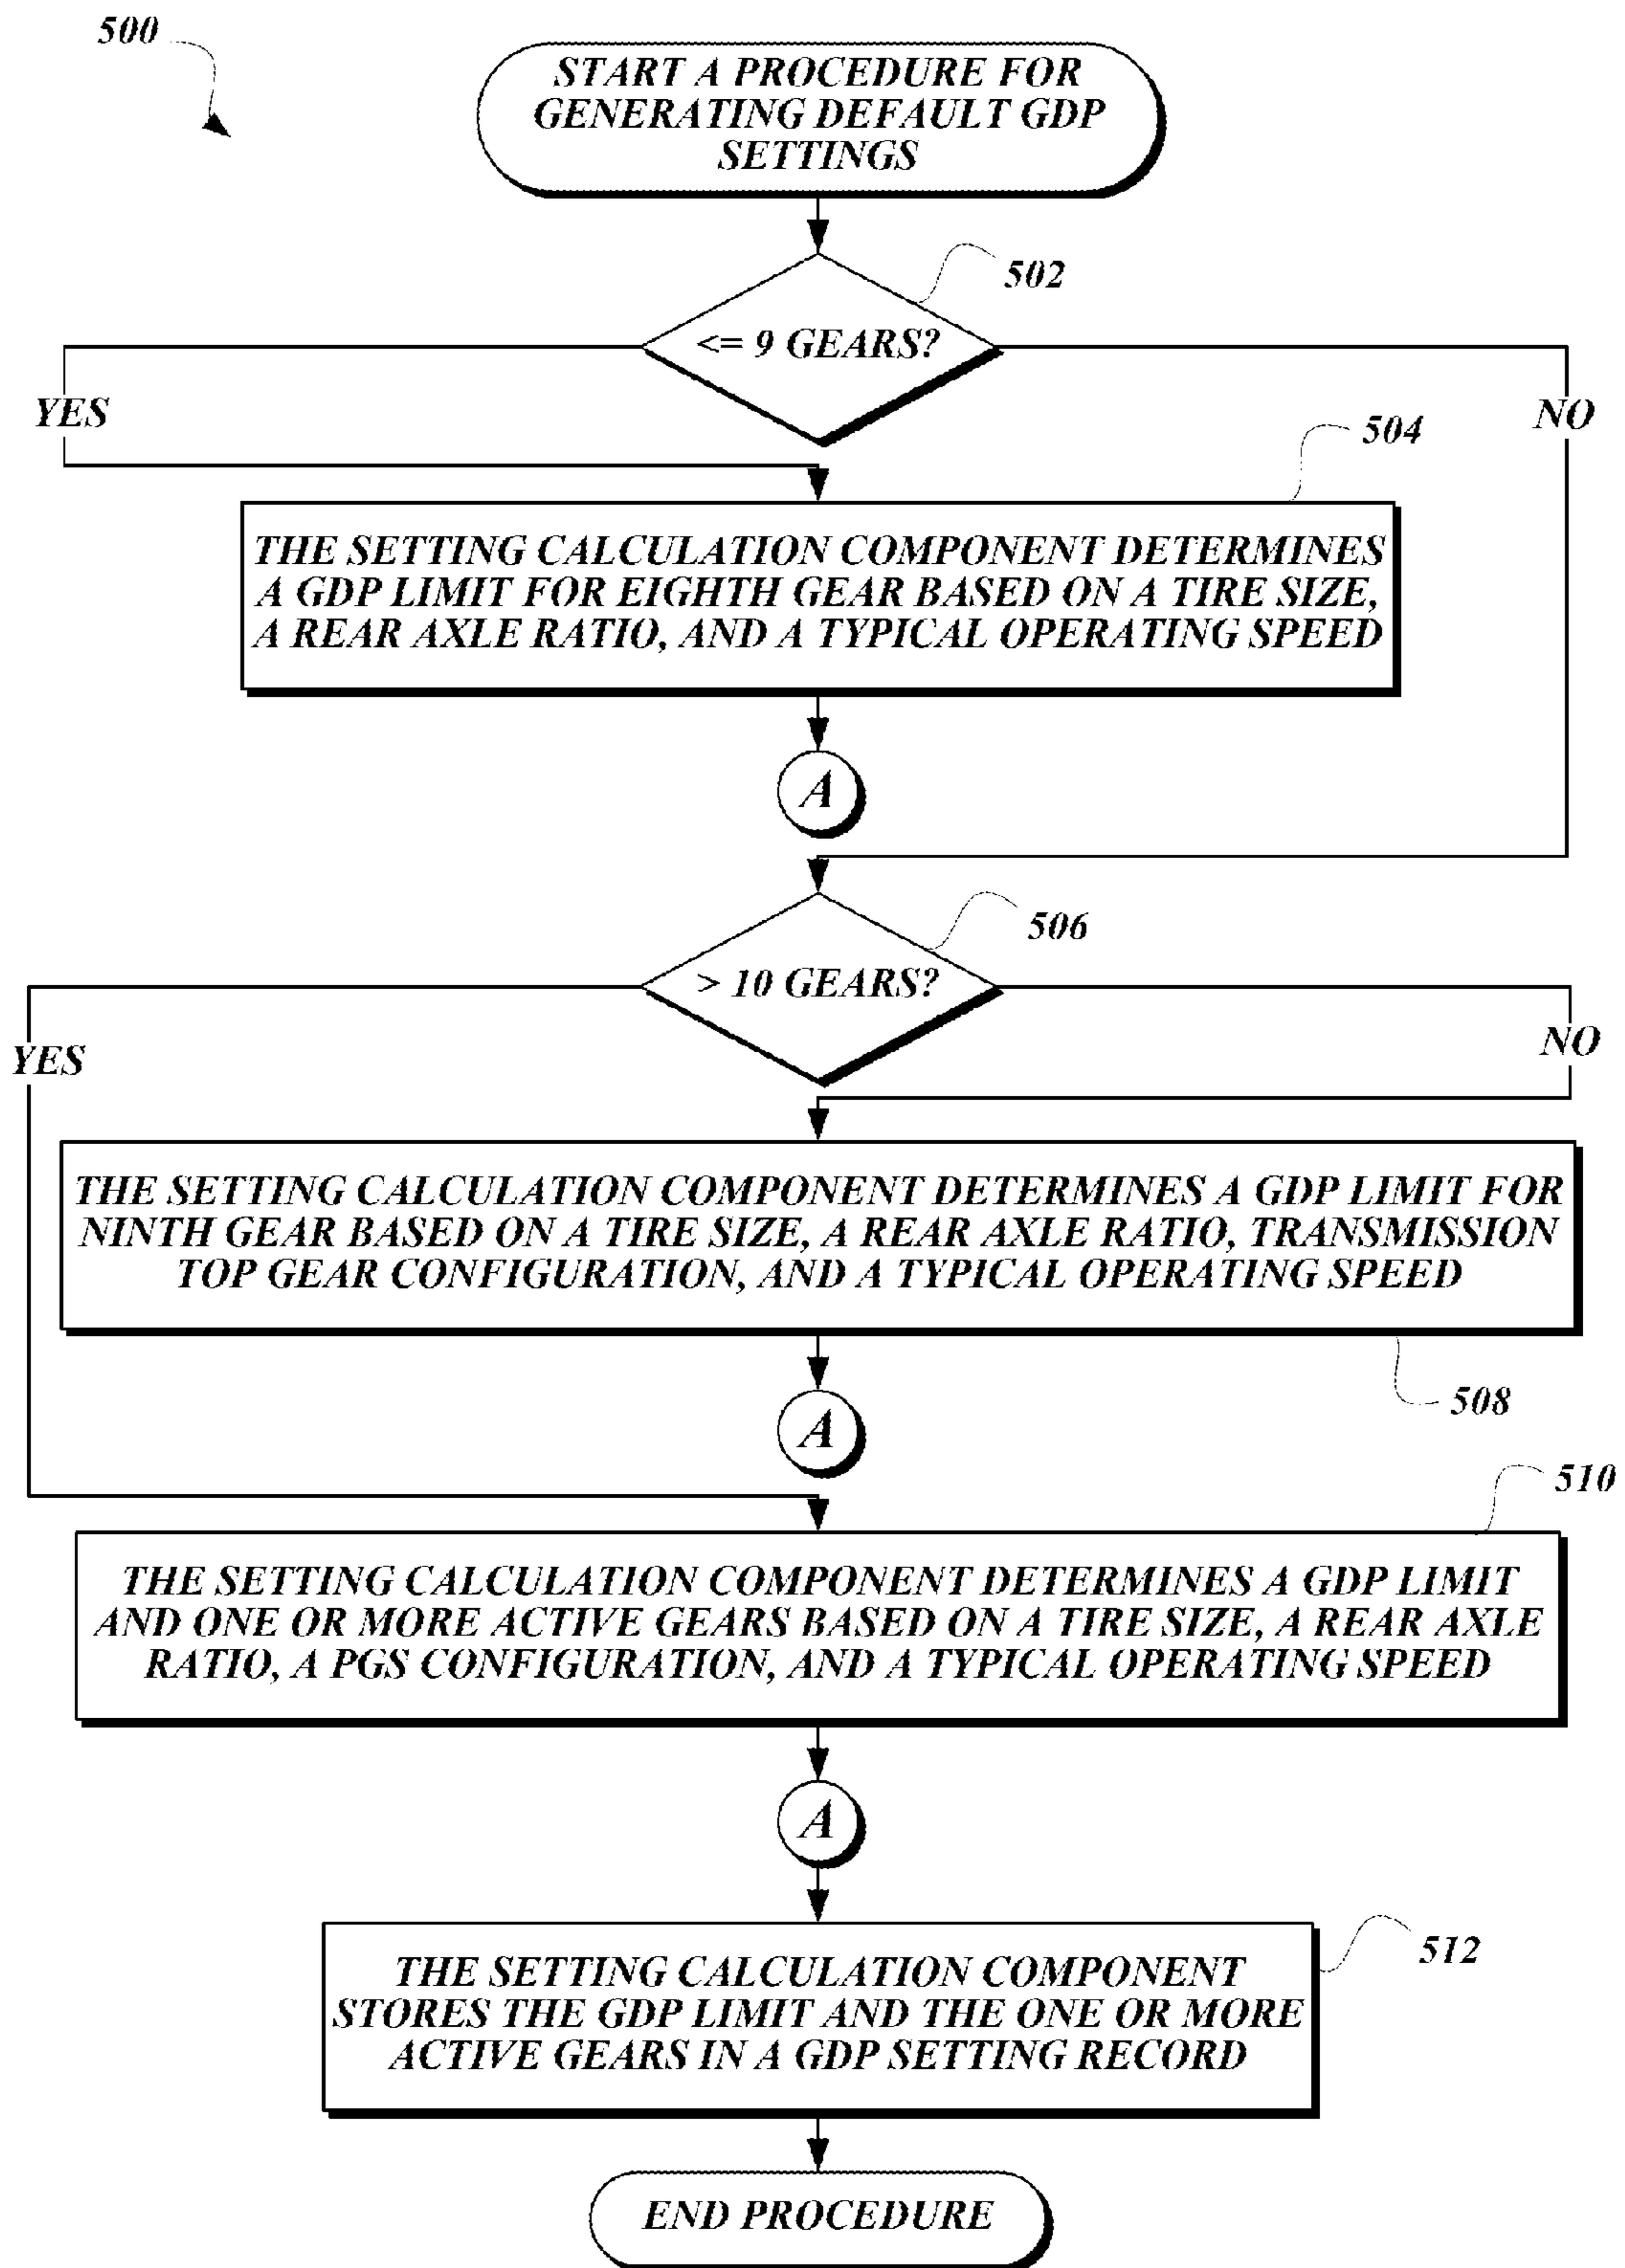 500
START A PROCEDURE FOR
GENERATING DEFAULT GDP
SETTINGS
502
<= 9 GEARS?
YES
NO
504
THE SETTING CALCULATION COMPONENT DETERMINES
A GDP LIMIT FOR EIGHTH GEAR BASED ON A TIRE SIZE,
A REAR AXLE RATIO, AND A TYPICAL OPERATING SPEED
A
506
> 10 GEARS?
YES
NO
THE SETTING CALCULATION COMPONENT DETERMINES A GDP LIMIT FOR
NINTH GEAR BASED ON A TIRE SIZE, A REAR AXLE RATIO, TRANSMISSION
TOP GEAR CONFIGURATION, AND A TYPICAL OPERATING SPEED
508
A
510
THE SETTING CALCULATION COMPONENT DETERMINES A GDP LIMIT
AND ONE OR MORE ACTIVE GEARS BASED ON A TIRE SIZE, A REAR AXLE
RATIO, A PGS CONFIGURATION, AND A TYPICAL OPERATING SPEED
A
512
THE SETTING CALCULATION COMPONENT
STORES THE GDP LIMIT AND THE ONE OR MORE
ACTIVE GEARS IN A GDP SETTING RECORD
END PROCEDURE